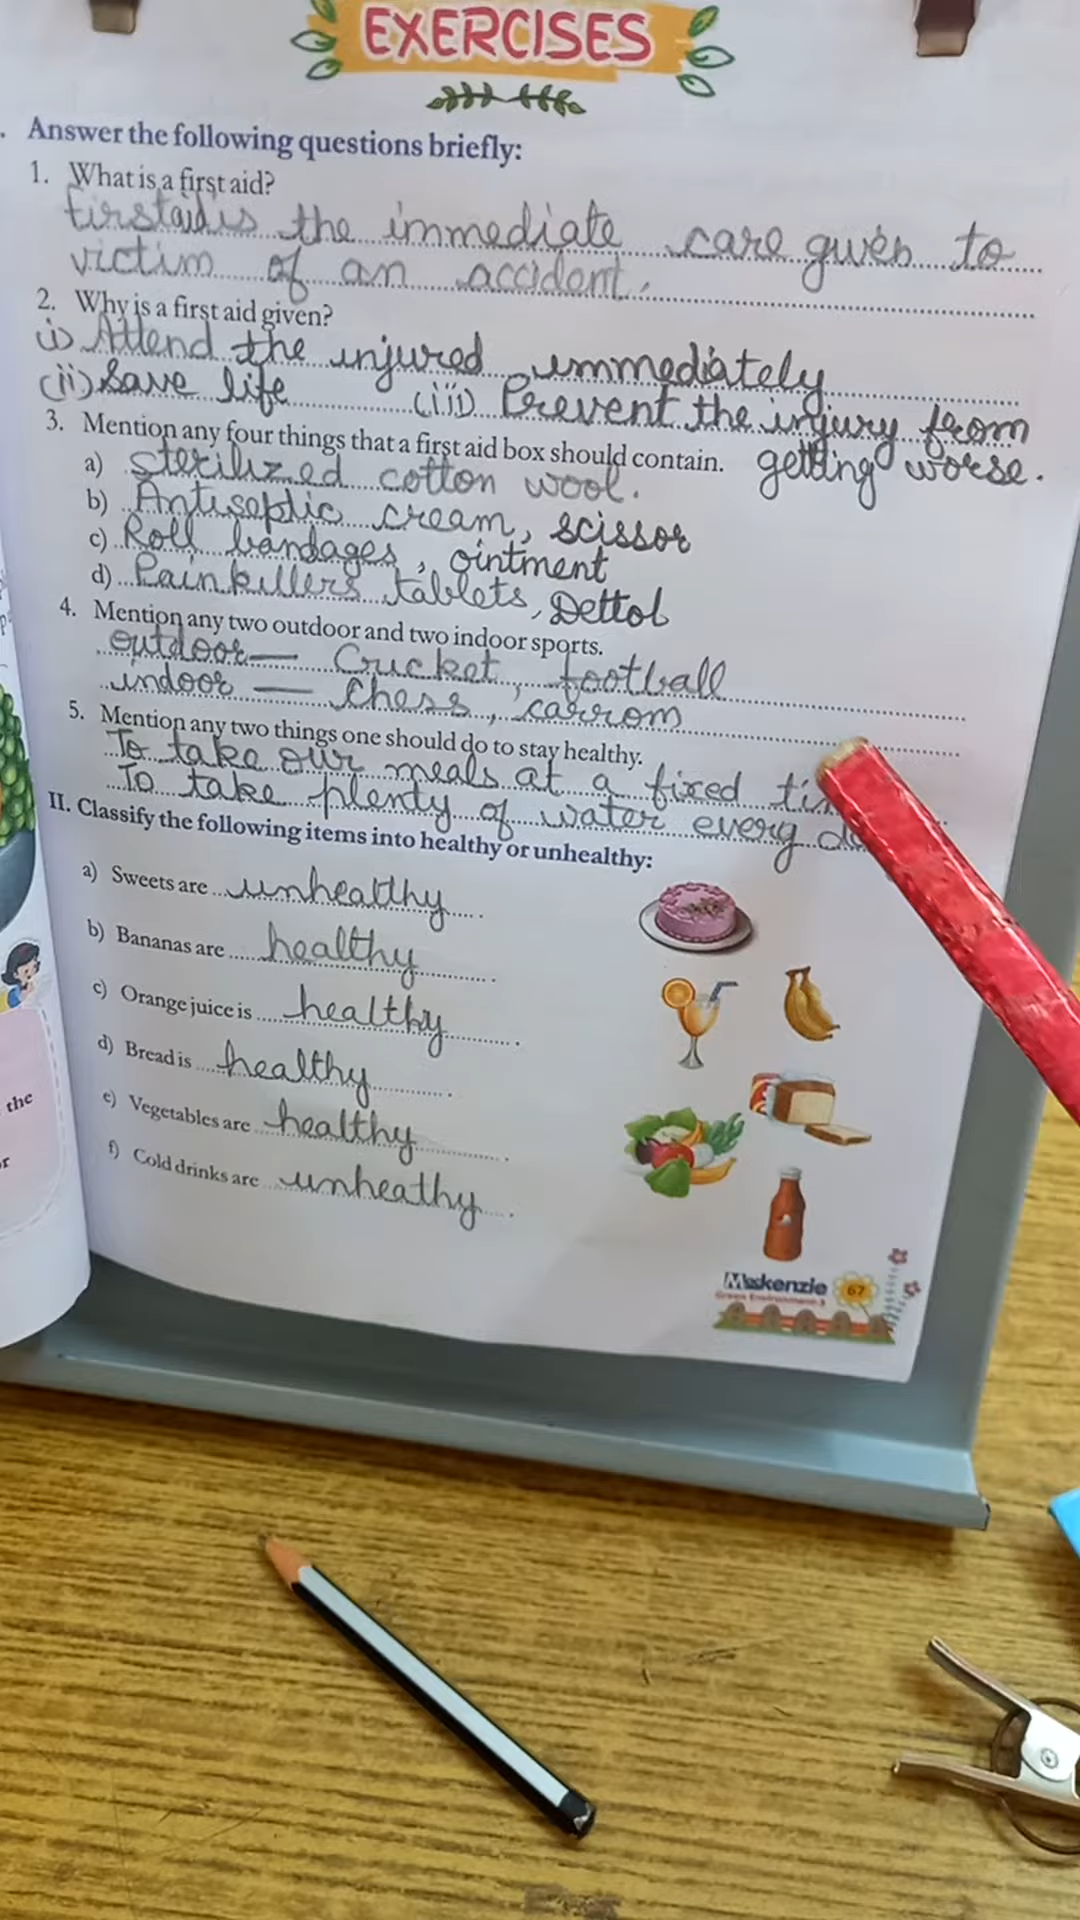 EXERCISES
Answer the following questions briefly:
1. What is a first aid?
First aid is the immediate care given to
victim of an accident.
2. Why is a first aid given?
i) Attend the injured immediately
(ii) Save life (iii) Prevent the injury from
getting worse.
3. Mention any four things that a first aid box should contain.
a) Sterilized cotton wool.
b) Antiseptic cream, scissor
c) Roll bandages, ointment
d) Painkillers tablets, Dettol
4. Mention any two outdoor and two indoor sports.
outdoor — Cricket, football
indoor — chess, carrom
5. Mention any two things one should do to stay healthy.
To take our meals at a fixed
To take plenty of water every
II. Classify the following items into healthy or unhealthy:
a) Sweets are unhealthy.
b) Bananas are healthy.
c) Orange juice is healthy.
d) Bread is healthy.
e) Vegetables are healthy.
f) Cold drinks are unheathy.
the
Maskenzie 67